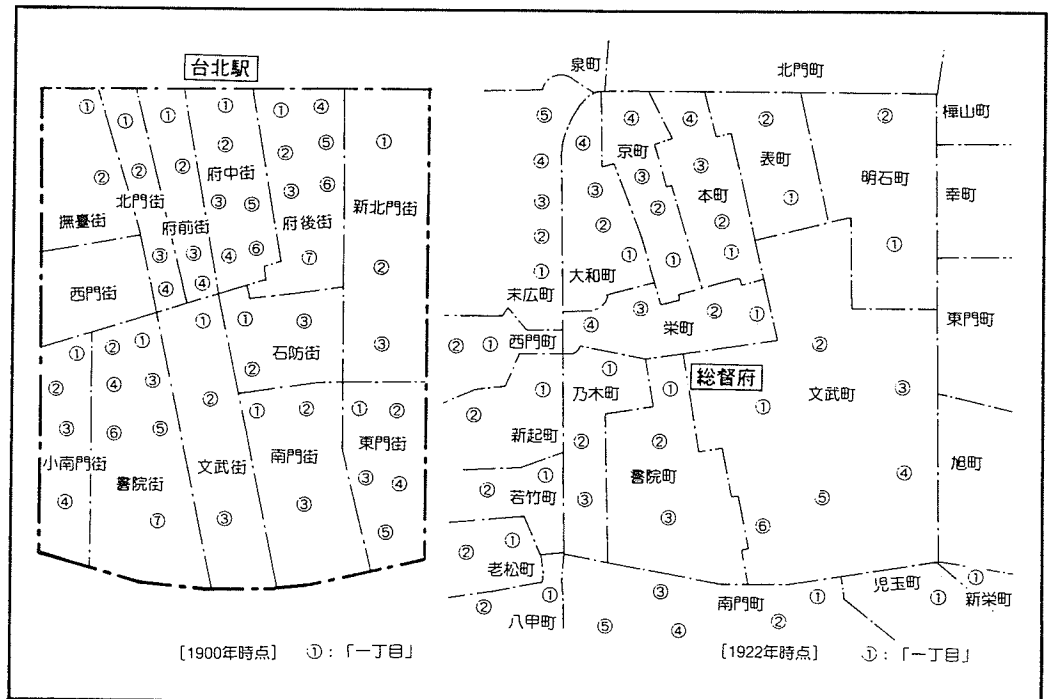 台北駅
① ① ① ① ① ④
② ② ② ② ② ⑤ ①
撫臺街 北門街 府前街 府中街 府後街 新北門街
③ ③ ③ ⑤ ③ ⑥
④ ④ ④ ⑥ ⑦ ②
西門街
① ② ① ① ① ③ ③
② ④ ③ ② 石防街
③ ⑥ ⑤ ② ① ② ① ②
小南門街 書院街 文武街 南門街 東門街
④ ⑦ ③ ③ ③ ④
⑤
[1900年時点] ①:「一丁目」
泉町 北門町
⑤ ④ ④ ④ ② ② 樺山町
④ 京町 ③ 表町 明石町 幸町
③ ③ ③ 本町 ①
② ② ② ② ①
① ① ① ①
大和町 東門町
末広町
西門町 ④ ③ 栄町 ② ①
② ① ②
総督府
① ① 乃木町 ① ① 文武町 ③
② 新起町 ② ② ④ 旭町
① 書院町 ⑤
② 若竹町 ③ ③ ⑥
② ①
老松町 児玉町
② ① ③ 南門町 ① ① ① 新栄町
八甲町 ⑤ ④ ②
[1922年時点] ①:「一丁目」